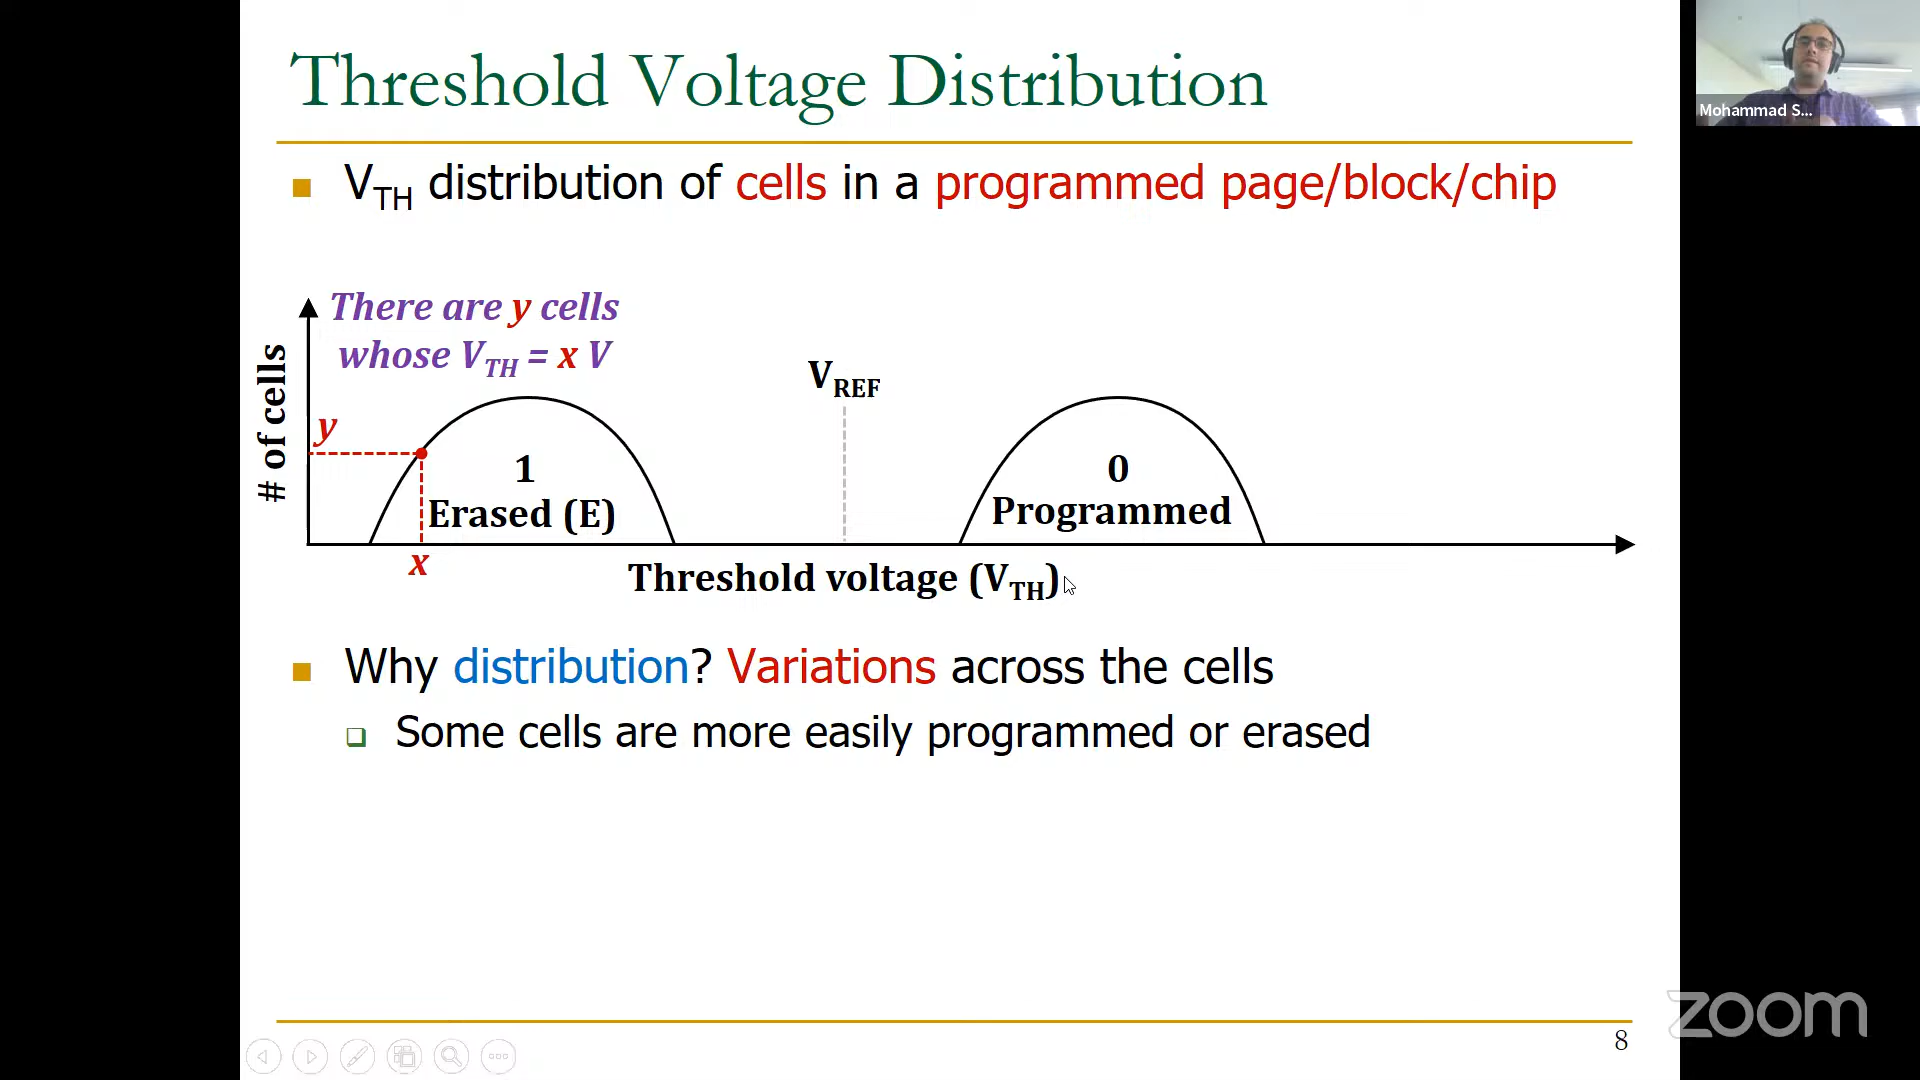 Threshold Voltage Distribution
Mohammad S...
V_TH distribution of cells in a programmed page/block/chip
There are y cells
whose V_TH = x V
# of cells
y
V_REF
1
Erased (E)
0
Programmed
x
Threshold voltage (V_TH)
Why distribution? Variations across the cells
Some cells are more easily programmed or erased
zoom
8